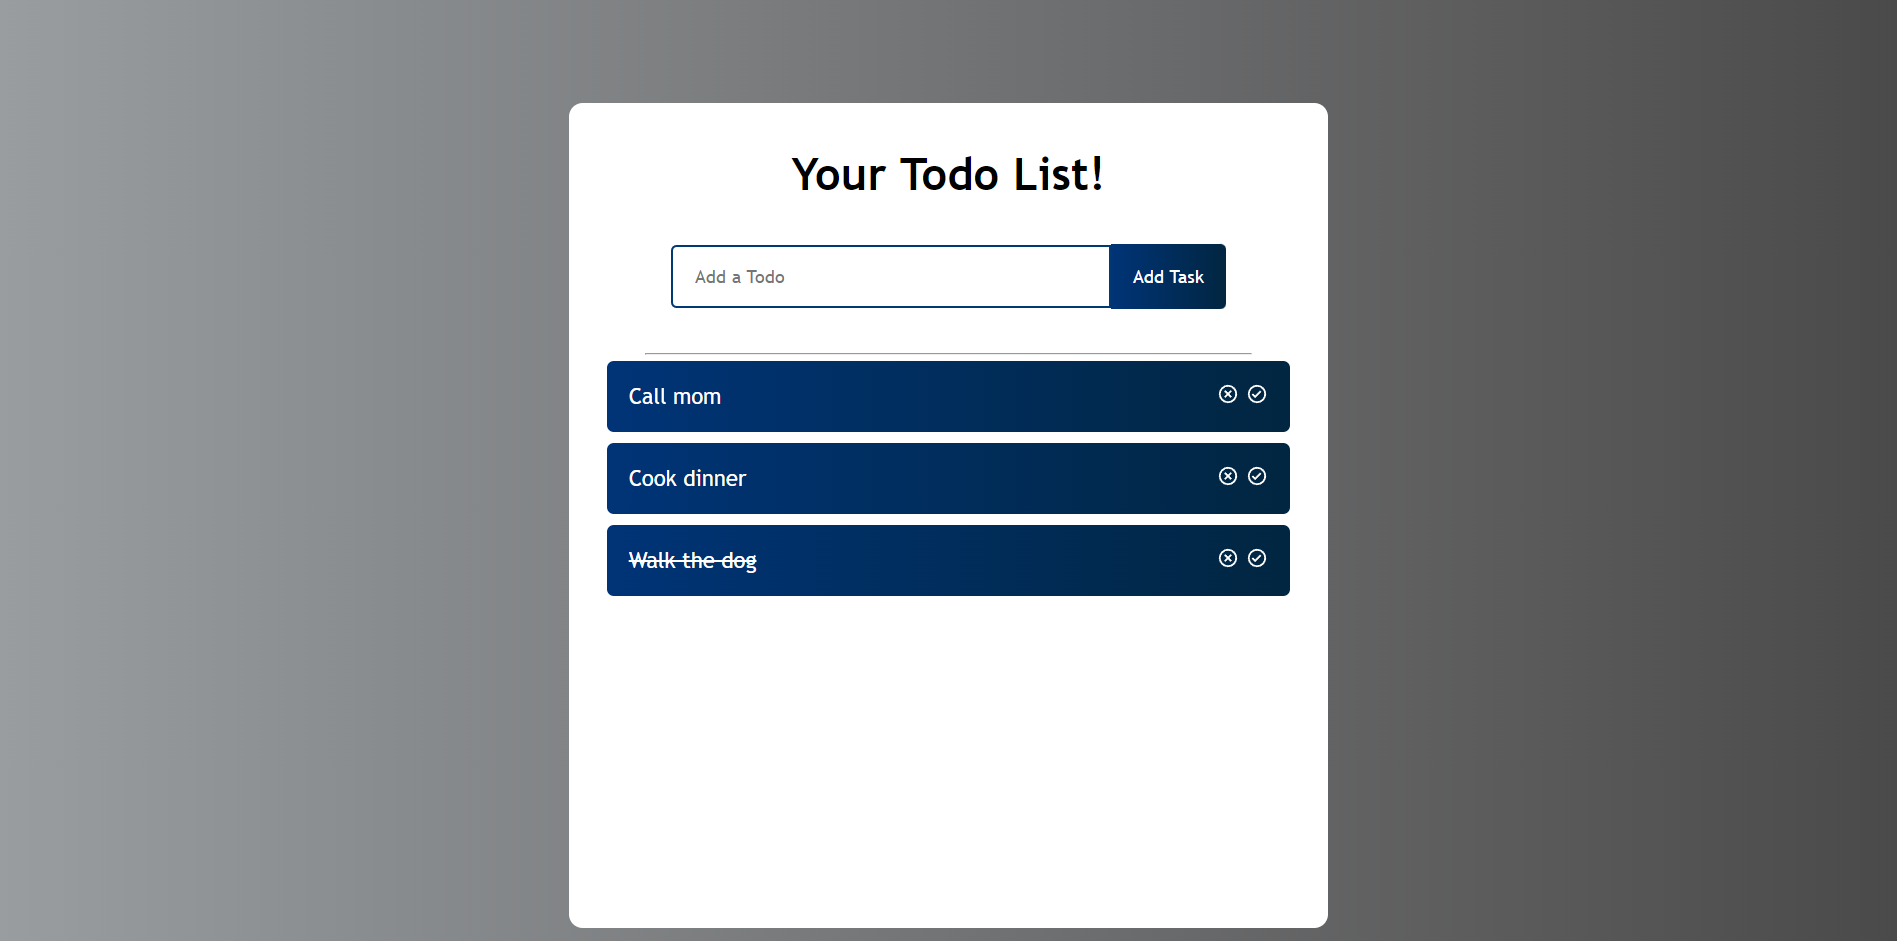 Your Todo List!
Add a Todo
Add Task
Call mom
Cook dinner
Walk the dog